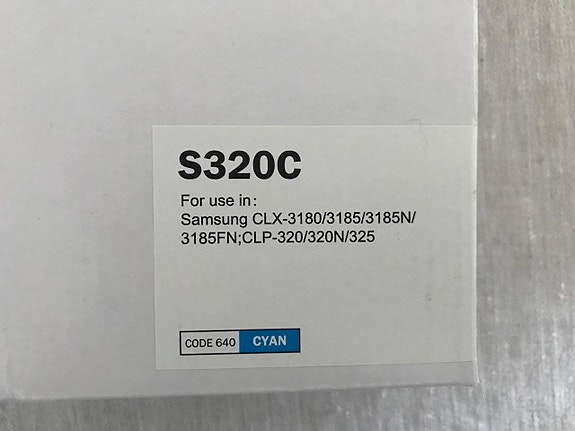 S320C
For use in:
Samsung CLX-3180/3185/3185N/
3185FN;CLP-320/320N/325
CODE 640 CYAN